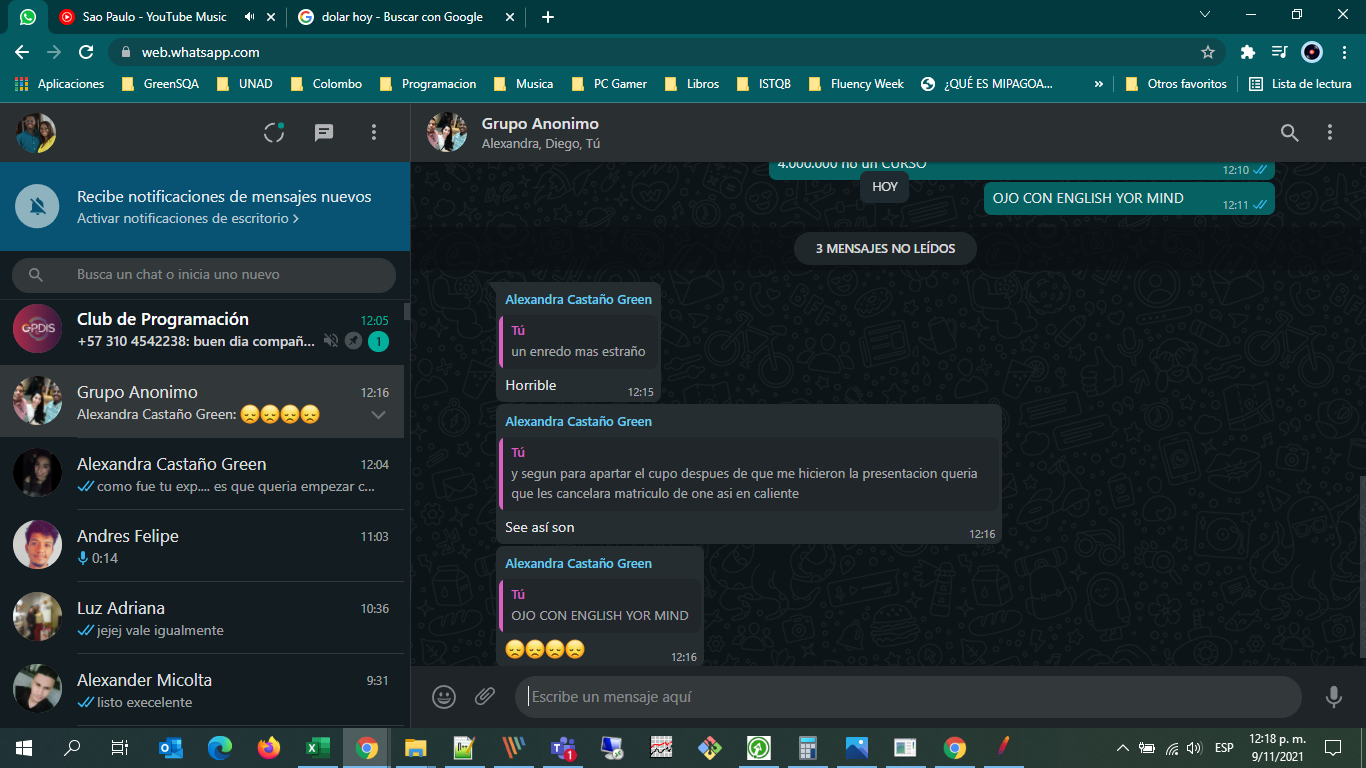 Sao Paulo - YouTube Music
dolar hoy - Buscar con Google
web.whatsapp.com
Aplicaciones
GreenSQA
UNAD
Colombo
Programacion
Musica
PC Gamer
Libros
ISTQB
Fluency Week
¿QUÉ ES MIPAGOA...
»
Otros favoritos
Lista de lectura
Recibe notificaciones de mensajes nuevos
Activar notificaciones de escritorio >
Busca un chat o inicia uno nuevo
GPDIS
Club de Programación
12:05
+57 310 4542238: buen dia compañ...
1
Grupo Anonimo
12:16
Alexandra Castaño Green: 😞😞😞😞
Alexandra Castaño Green
12:04
como fue tu exp.... es que queria empezar c...
Andres Felipe
11:03
0:14
Luz Adriana
10:36
jejej vale igualmente
Alexander Micolta
9:31
listo execelente
Grupo Anonimo
Alexandra, Diego, Tú
4.000.000 no un CURSO
12:10
HOY
OJO CON ENGLISH YOR MIND
12:11
3 MENSAJES NO LEÍDOS
Alexandra Castaño Green
Tú
un enredo mas estraño
Horrible
12:15
Alexandra Castaño Green
Tú
y segun para apartar el cupo despues de que me hicieron la presentacion queria
que les cancelara matriculo de one asi en caliente
See así son
12:16
Alexandra Castaño Green
Tú
OJO CON ENGLISH YOR MIND
😞😞😞😞
12:16
Escribe un mensaje aquí
1
ESP
12:18 p. m.
9/11/2021